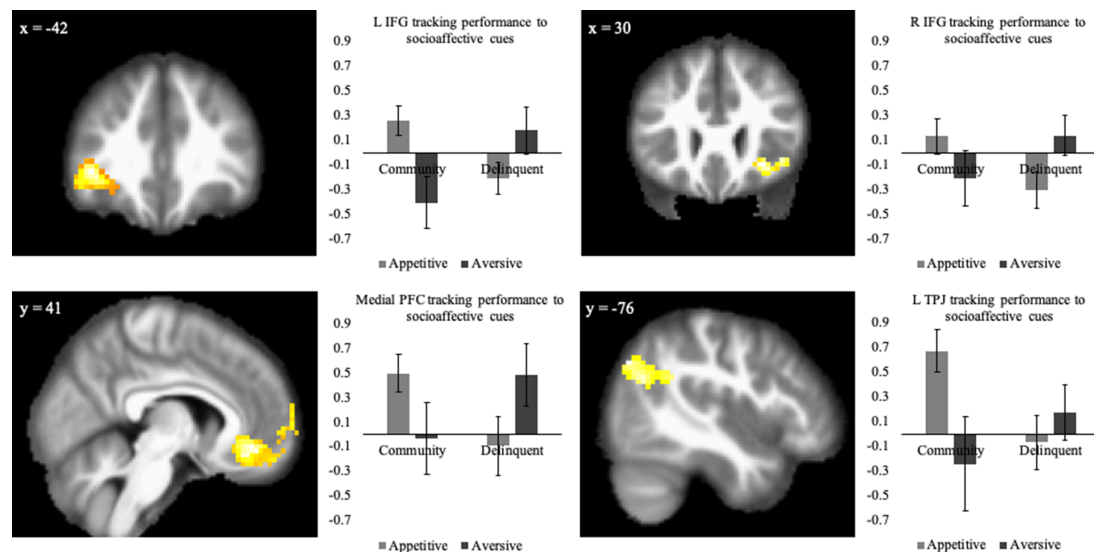 x = -42
L IFG tracking performance to
socioaffective cues
0.9
0.7
0.5
0.3
0.1
-0.1
-0.3
-0.5
-0.7
Community
Delinquent
Appetitive
Aversive
x = 30
R IFG tracking performance to
socioaffective cues
0.9
0.7
0.5
0.3
0.1
-0.1
-0.3
-0.5
-0.7
Community
Delinquent
Appetitive
Aversive
y = 41
Medial PFC tracking performance to
socioaffective cues
0.9
0.7
0.5
0.3
0.1
-0.1
-0.3
-0.5
-0.7
Community
Delinquent
Appetitive
Aversive
y = -76
L TPJ tracking performance to
socioaffective cues
0.9
0.7
0.5
0.3
0.1
-0.1
-0.3
-0.5
-0.7
Community
Delinquent
Appetitive
Aversive